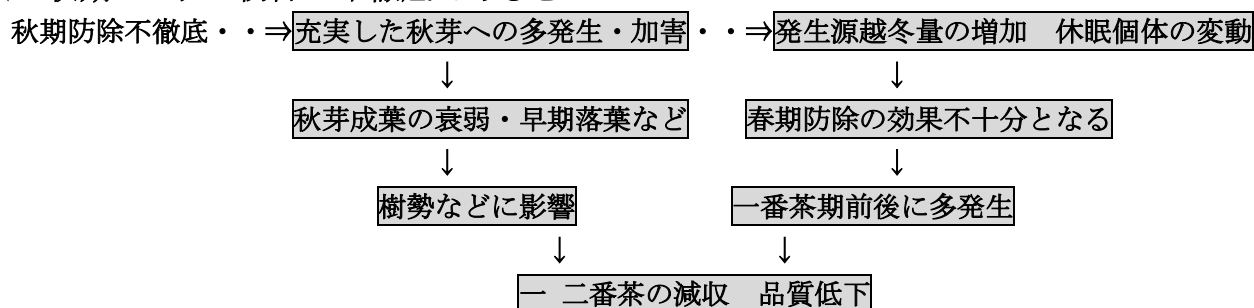 秋期防除不徹底・・⇒充実した秋芽への多発生・加害・・⇒発生源越冬量の増加　休眠個体の変動
↓ ↓
秋芽成葉の衰弱・早期落葉など 春期防除の効果不十分となる
↓ ↓
樹勢などに影響 一番茶期前後に多発生
↓ ↓
一 二番茶の減収　品質低下